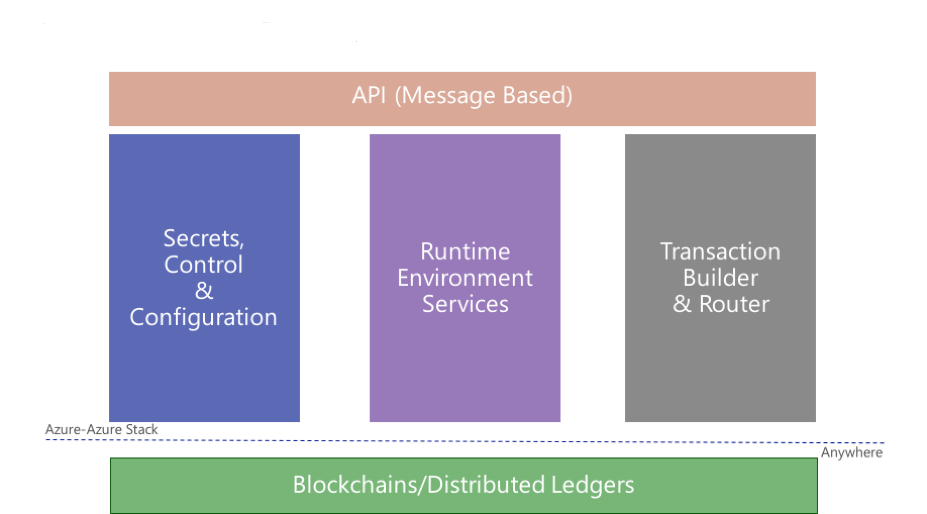 API (Message Based)
Secrets,
Control
&
Configuration
Runtime
Environment
Services
Transaction
Builder
& Router
Azure-Azure Stack
Anywhere
Blockchains/Distributed Ledgers